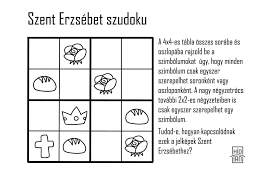 Szent Erzsébet szudoku
A 4x4-es tábla összes sorába és
oszlopába rajzold be a
szimbólumokat úgy, hogy minden
szimbólum csak egyszer
szerepelhet soronként vagy
oszloponként. A nagy négyzetrács
további 2x2-es négyzeteiben is
csak egyszer szerepelhet egy
szimbólum.
Tudod-e, hogyan kapcsolódnak
ezek a jelképek Szent
Erzsébethez?